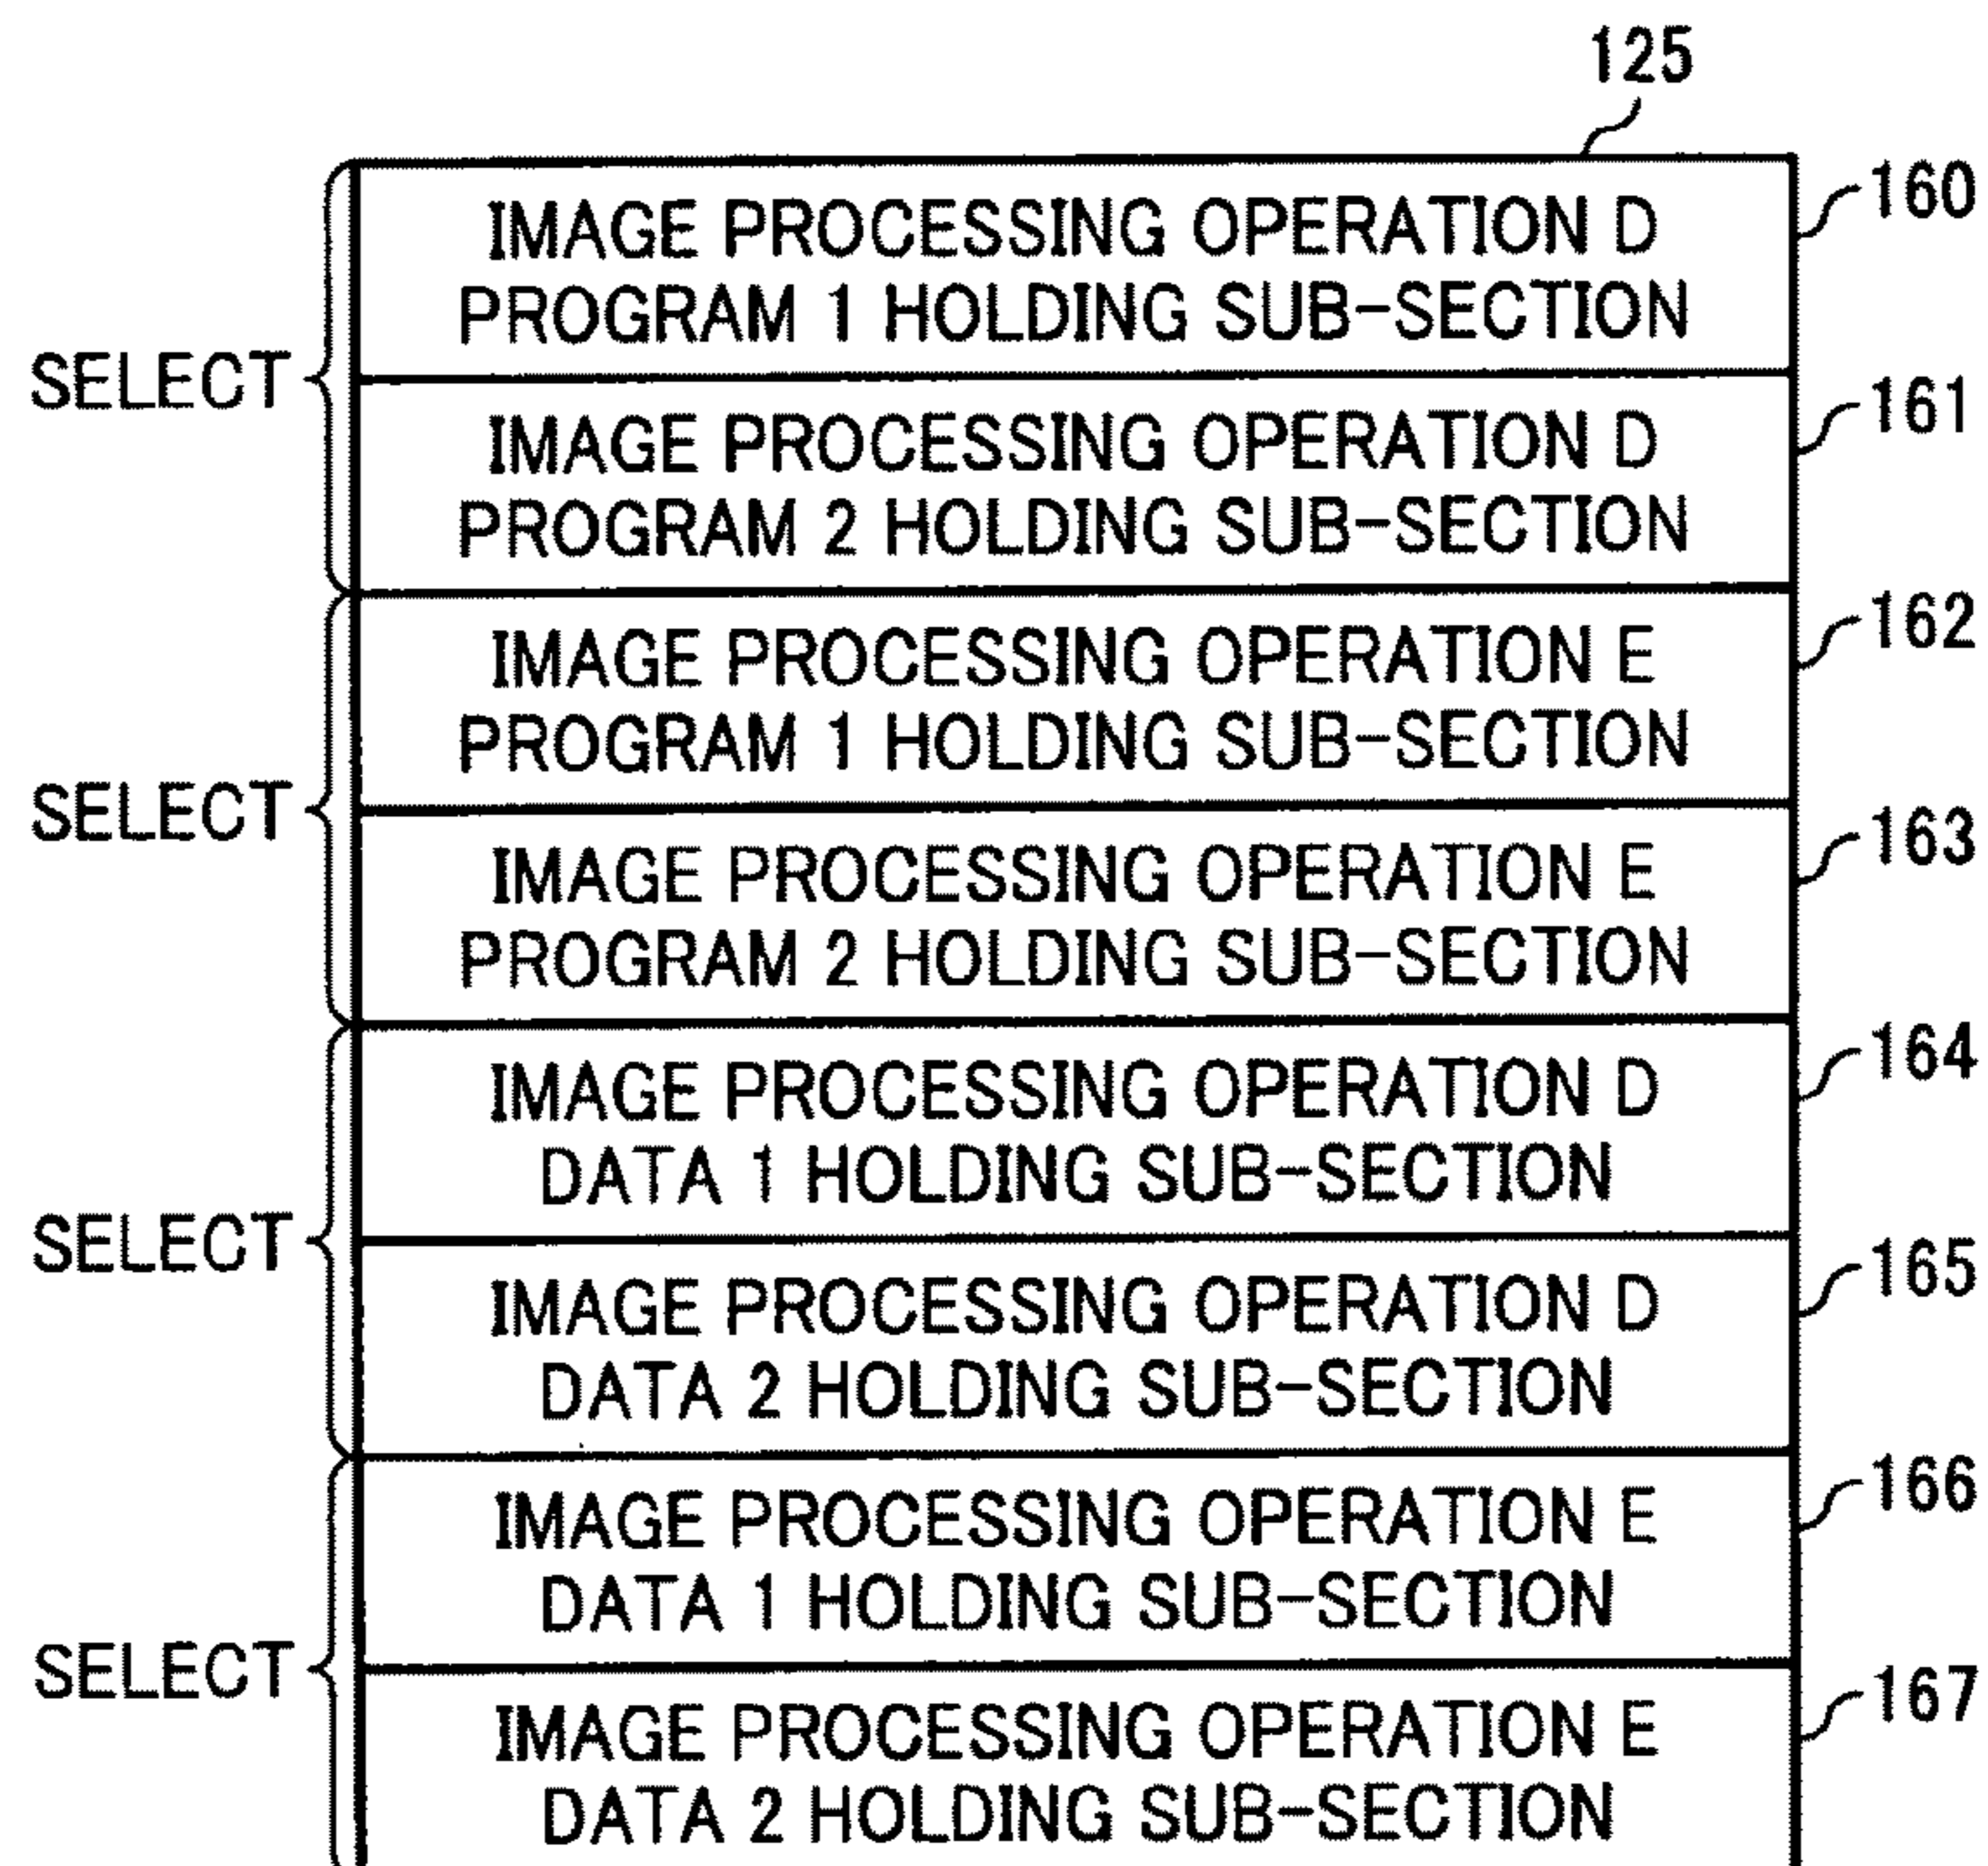 125
IMAGE PROCESSING OPERATION D
PROGRAM 1 HOLDING SUB-SECTION
160
SELECT
IMAGE PROCESSING OPERATION D
PROGRAM 2 HOLDING SUB-SECTION
161
IMAGE PROCESSING OPERATION E
PROGRAM 1 HOLDING SUB-SECTION
162
SELECT
IMAGE PROCESSING OPERATION E
PROGRAM 2 HOLDING SUB-SECTION
163
IMAGE PROCESSING OPERATION D
DATA 1 HOLDING SUB-SECTION
164
SELECT
IMAGE PROCESSING OPERATION D
DATA 2 HOLDING SUB-SECTION
165
IMAGE PROCESSING OPERATION E
DATA 1 HOLDING SUB-SECTION
166
SELECT
IMAGE PROCESSING OPERATION E
DATA 2 HOLDING SUB-SECTION
167